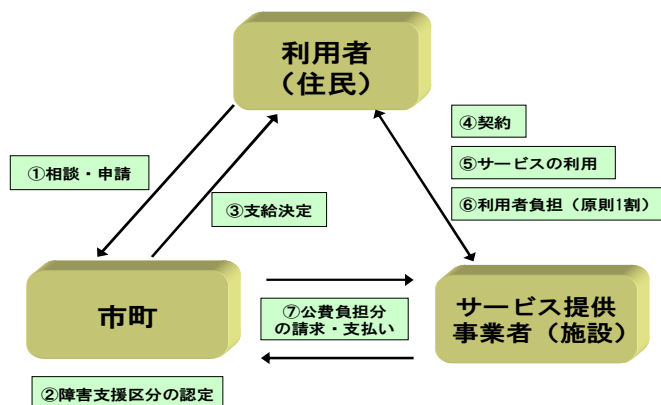 利用者
（住民）
④契約
①相談・申請
⑤サービスの利用
③支給決定
⑥利用者負担（原則1割）
市町
⑦公費負担分
の請求・支払い
サービス提供
事業者（施設）
②障害支援区分の認定